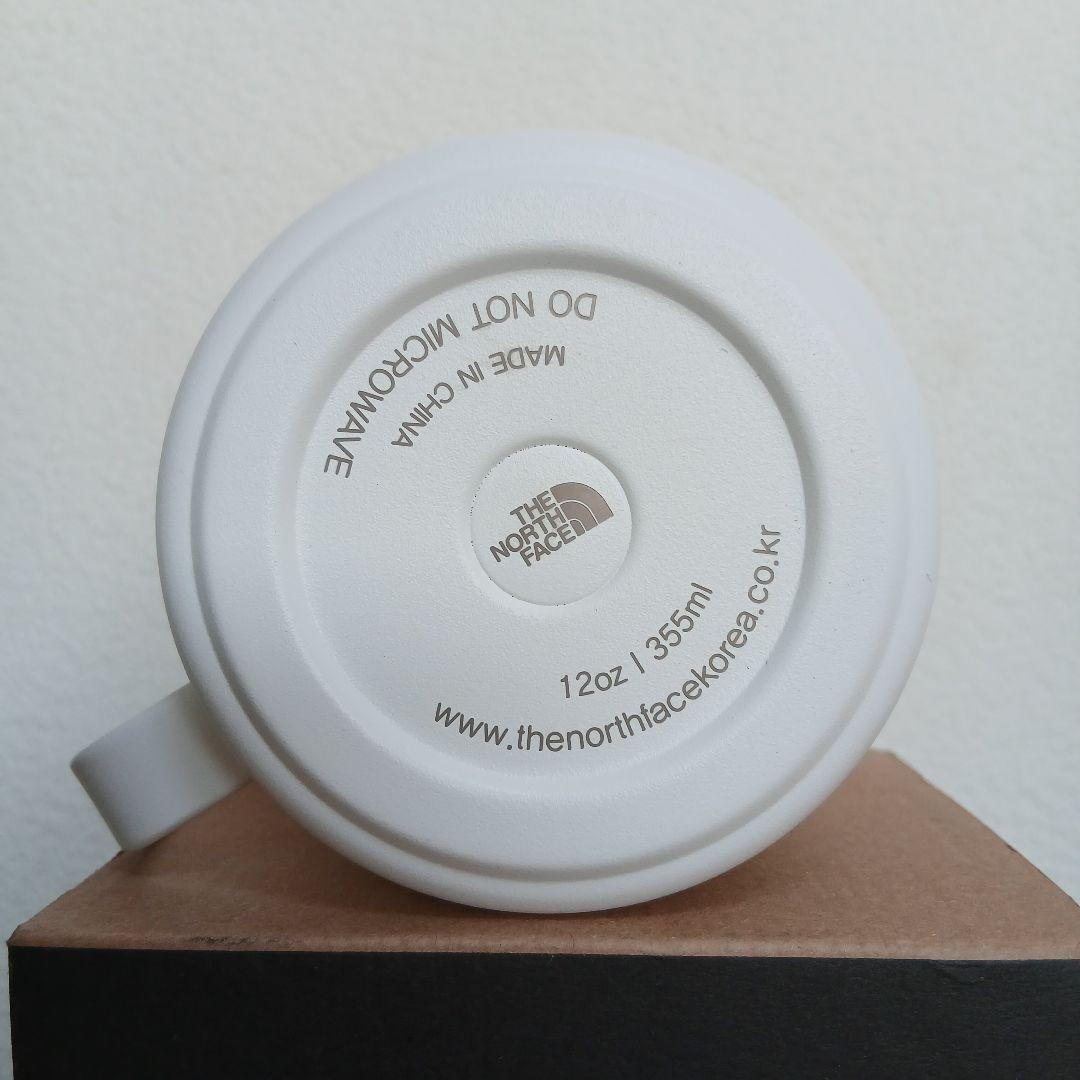 DO NOT MICROWAVE
MADE IN CHINA
THE
NORTH
FACE
12oz | 355ml
www.thenorthfacekorea.co.kr